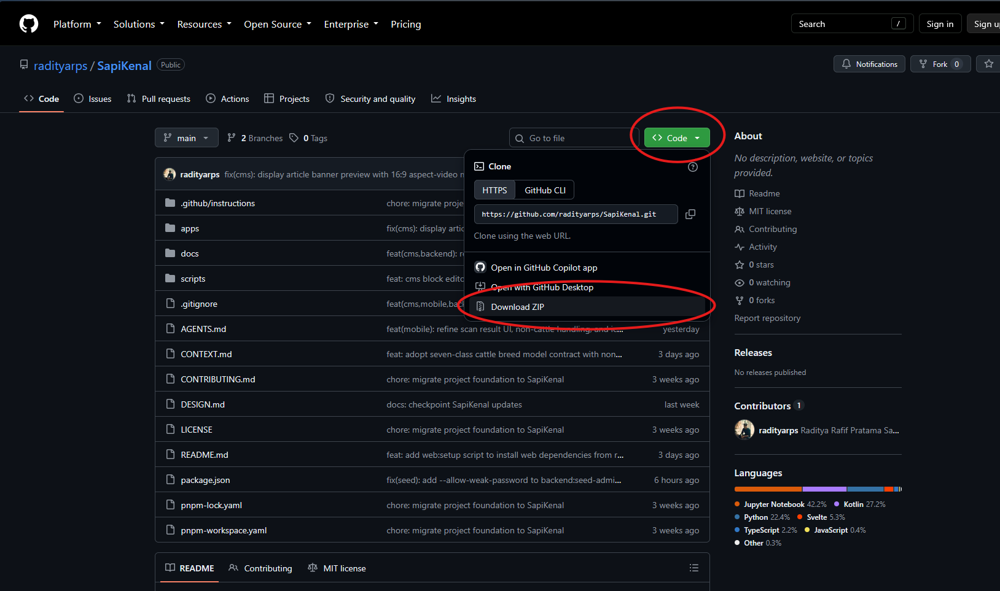 Platform Solutions Resources Open Source Enterprise Pricing Search / Sign in Sign
radityarps / SapiKenal Public Notifications Fork 0
Code Issues Pull requests Actions Projects Security and quality Insights
main 2 Branches 0 Tags Go to file Code
Clone
HTTPS GitHub CLI
https://github.com/radityarps/SapiKenal.git
Clone using the web URL.
Open in GitHub Copilot app
Open with GitHub Desktop
Download ZIP
radityarps fix(cms): display article banner preview with 16:9 aspect-video
.github/instructions chore: migrate
apps fix(cms): display
docs feat(cms,backend):
scripts feat: cms block
.gitignore
AGENTS.md feat(mobile): refine scan result UI, non-cattle handling, and ... yesterday
CONTEXT.md feat: adopt seven-class cattle breed model contract with non... 3 days ago
CONTRIBUTING.md chore: migrate project foundation to SapiKenal 3 weeks ago
DESIGN.md docs: checkpoint SapiKenal updates last week
LICENSE chore: migrate project foundation to SapiKenal 3 weeks ago
README.md feat: add web:setup script to install web dependencies from r... 3 days ago
package.json fix(seed): add --allow-weak-password to backend:seed-admi... 6 hours ago
pnpm-lock.yaml chore: migrate project foundation to SapiKenal 3 weeks ago
pnpm-workspace.yaml chore: migrate project foundation to SapiKenal 3 weeks ago
README Contributing MIT license
About
No description, website, or topics
provided.
Readme
MIT license
Contributing
Activity
0 stars
0 watching
0 forks
Report repository
Releases
No releases published
Contributors 1
radityarps Raditya Rafif Pratama Sa...
Languages
Jupyter Notebook 42.2% Kotlin 27.2%
Python 22.4% Svelte 5.3%
TypeScript 2.2% JavaScript 0.4%
Other 0.3%